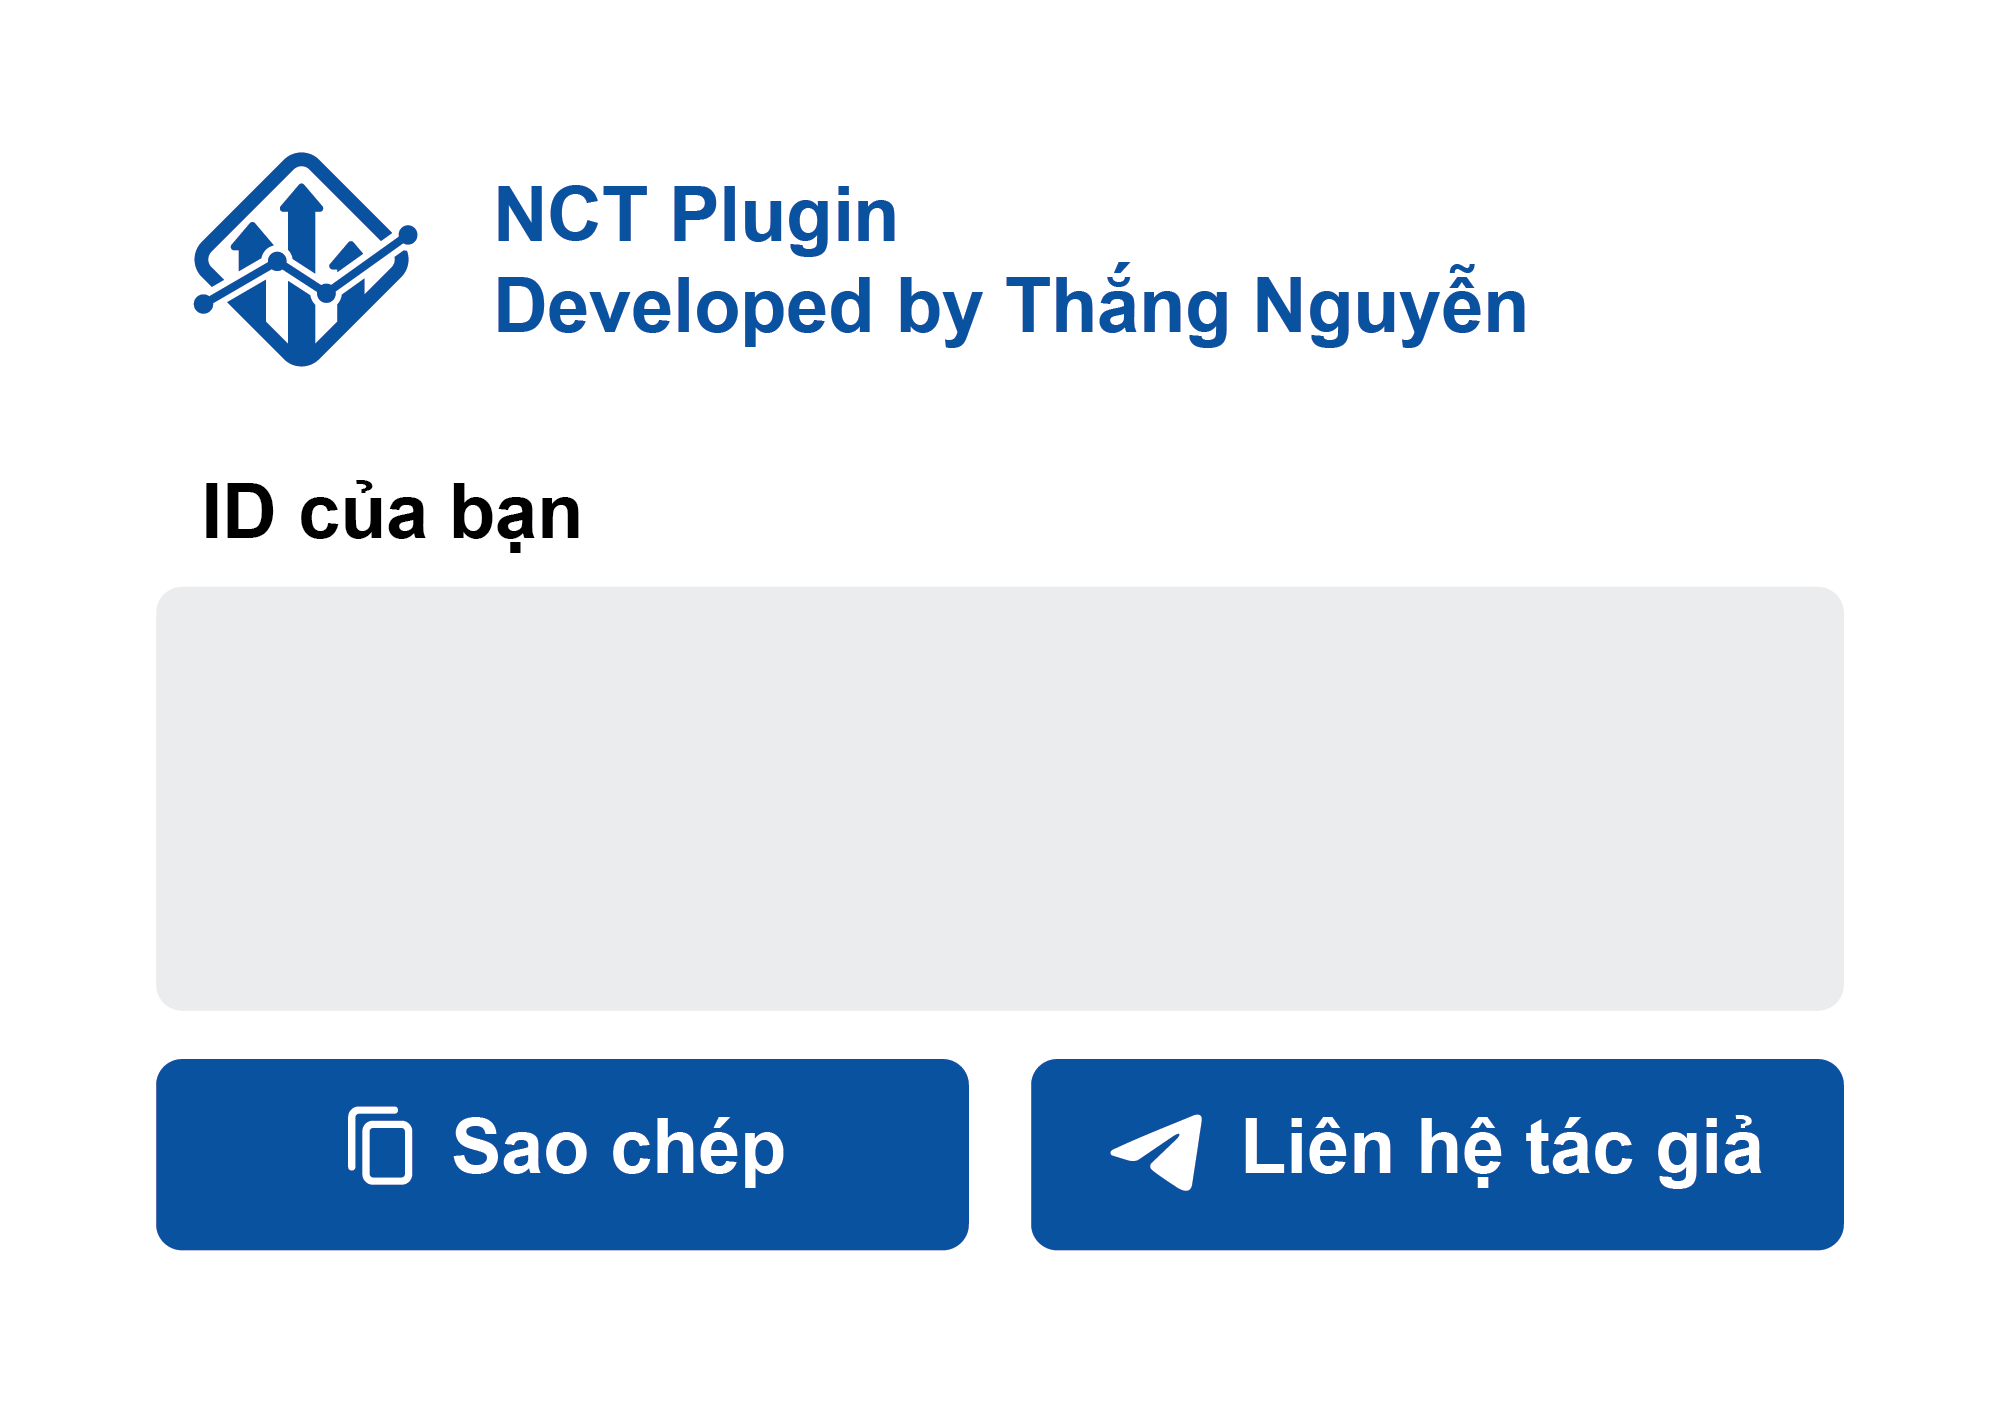 NCT Plugin
Developed by Thắng Nguyễn
ID của bạn
Sao chép
Liên hệ tác giả